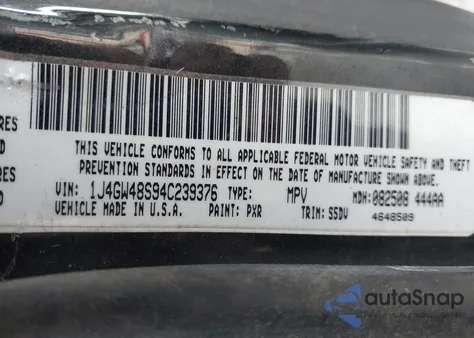 RES
D
THIS VEHICLE CONFORMS TO ALL APPLICABLE FEDERAL MOTOR VEHICLE SAFETY AND THEFT
PREVENTION STANDARDS IN EFFECT ON THE DATE OF MANUFACTURE SHOWN ABOVE.
RES
VIN: 1J4GW48S94C239376 TYPE: MPV MDH: 082508 444AA
D
VEHICLE MADE IN U.S.A. PAINT: PXR TRIM: S5DV 4648509
autoSnap